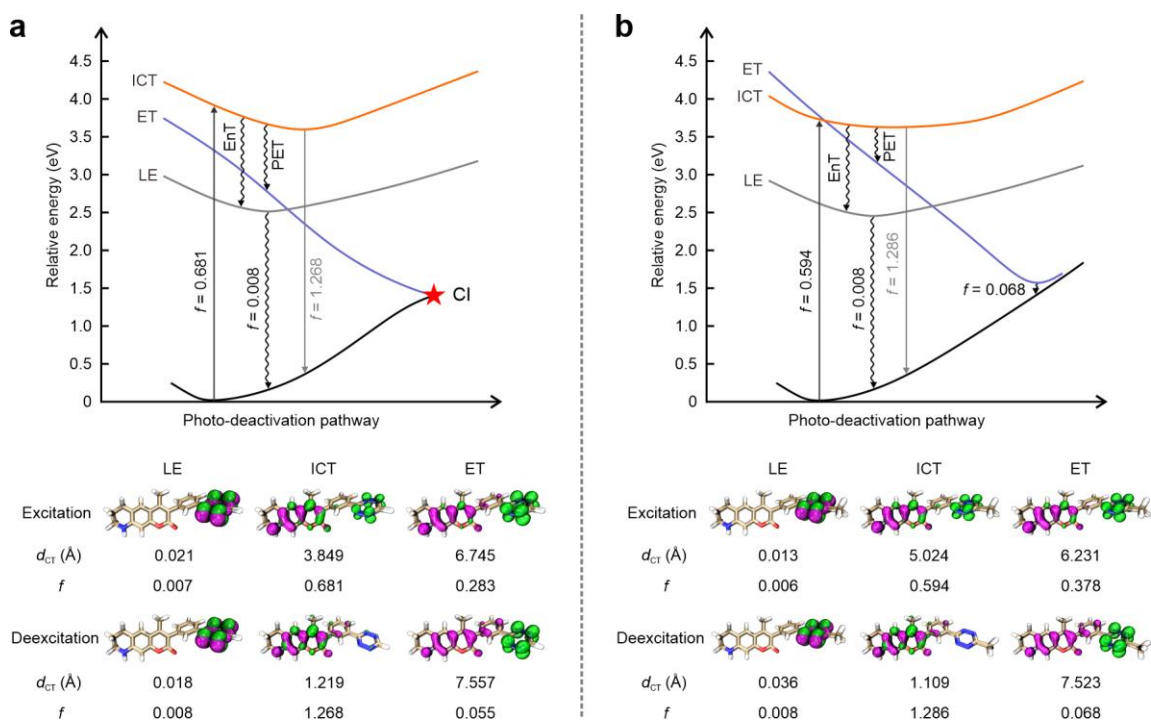 a
4.5
4.0
3.5
3.0
2.5
2.0
1.5
1.0
0.5
0
Relative energy (eV)
ICT
ET
LE
EnT
PET
f = 0.681
f = 0.008
f = 1.268
CI
Photo-deactivation pathway
LE ICT ET
Excitation
dCT (Å) 0.021 3.849 6.745
f 0.007 0.681 0.283
Deexcitation
dCT (Å) 0.018 1.219 7.557
f 0.008 1.268 0.055
b
4.5
4.0
3.5
3.0
2.5
2.0
1.5
1.0
0.5
0
Relative energy (eV)
ET
ICT
LE
EnT
PET
f = 0.594
f = 0.008
f = 1.286
f = 0.068
Photo-deactivation pathway
LE ICT ET
Excitation
dCT (Å) 0.013 5.024 6.231
f 0.006 0.594 0.378
Deexcitation
dCT (Å) 0.036 1.109 7.523
f 0.008 1.286 0.068